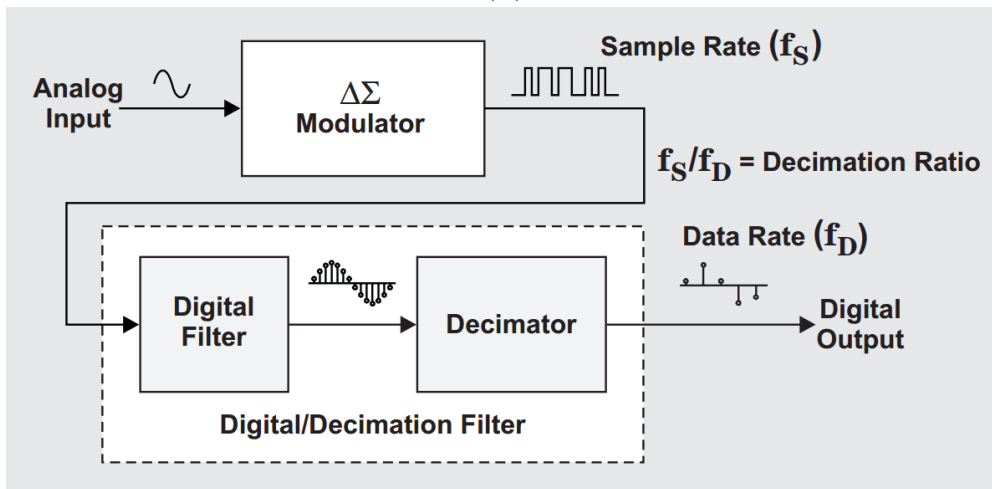 Sample Rate (fS)
Analog
Input
ΔΣ
Modulator
fS/fD = Decimation Ratio
Data Rate (fD)
Digital
Filter
Decimator
Digital
Output
Digital/Decimation Filter